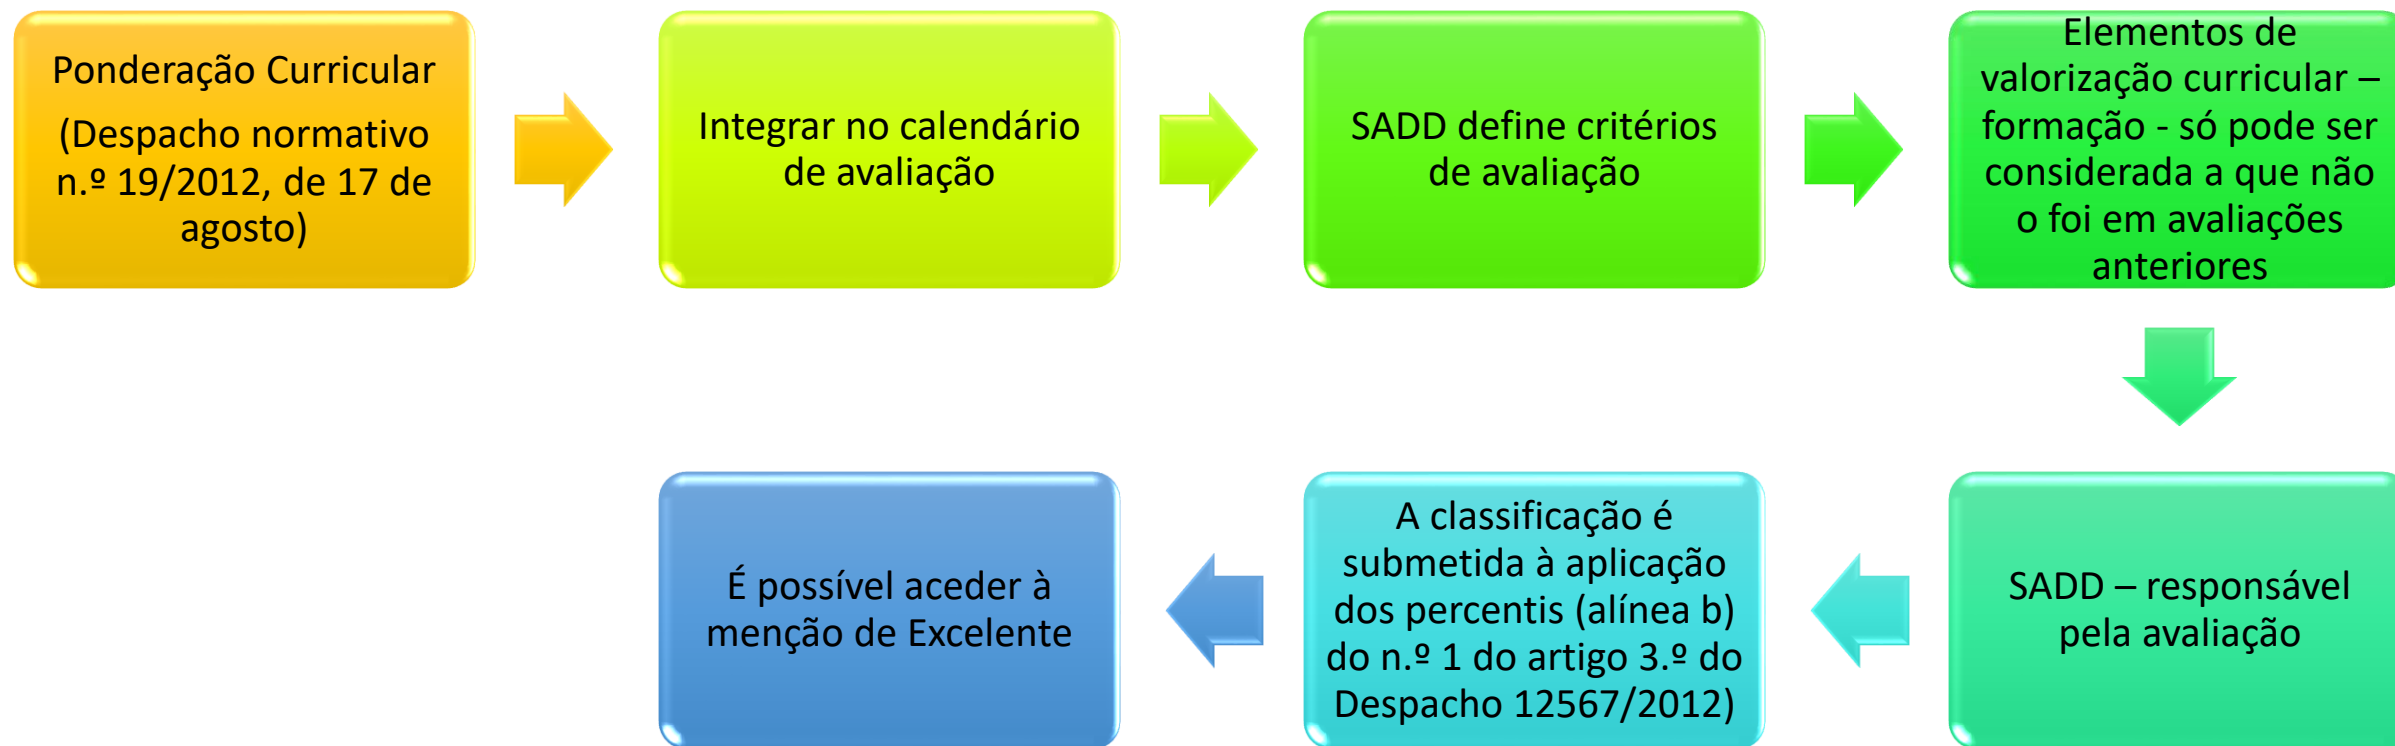 Ponderação Curricular
(Despacho normativo
n.º 19/2012, de 17 de
agosto)
Integrar no calendário
de avaliação
SADD define critérios
de avaliação
Elementos de
valorização curricular –
formação - só pode ser
considerada a que não
o foi em avaliações
anteriores
SADD – responsável
pela avaliação
A classificação é
submetida à aplicação
dos percentis (alínea b)
do n.º 1 do artigo 3.º do
Despacho 12567/2012)
É possível aceder à
menção de Excelente